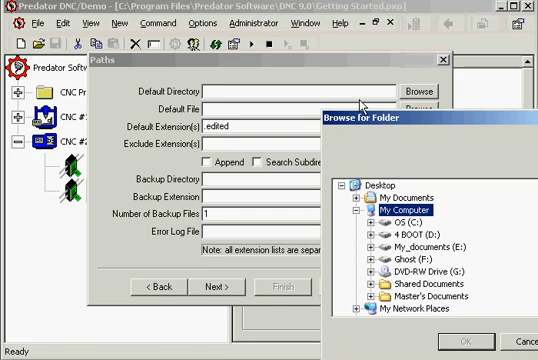 Predator DNC/Demo - [C:\Program Files\Predator Software\DNC 9.0\Getting Started.pxp]
File Edit View New Command Options Administrator Window Help
Predator Softw
CNC Pr
CNC #
CNC #2
Paths
Default Directory
Browse
Default File
Browse
Default Extension(s) .edited
Exclude Extension(s)
Append Search Subdire
Backup Directory
Backup Extension
Number of Backup Files 1
Error Log File
Note: all extension lists are separ
< Back Next > Finish
Browse for Folder
Desktop
My Documents
My Computer
OS (C:)
4 BOOT (D:)
My_documents (E:)
Ghost (F:)
DVD-RW Drive (G:)
Shared Documents
Master's Documents
My Network Places
OK Cance
Ready